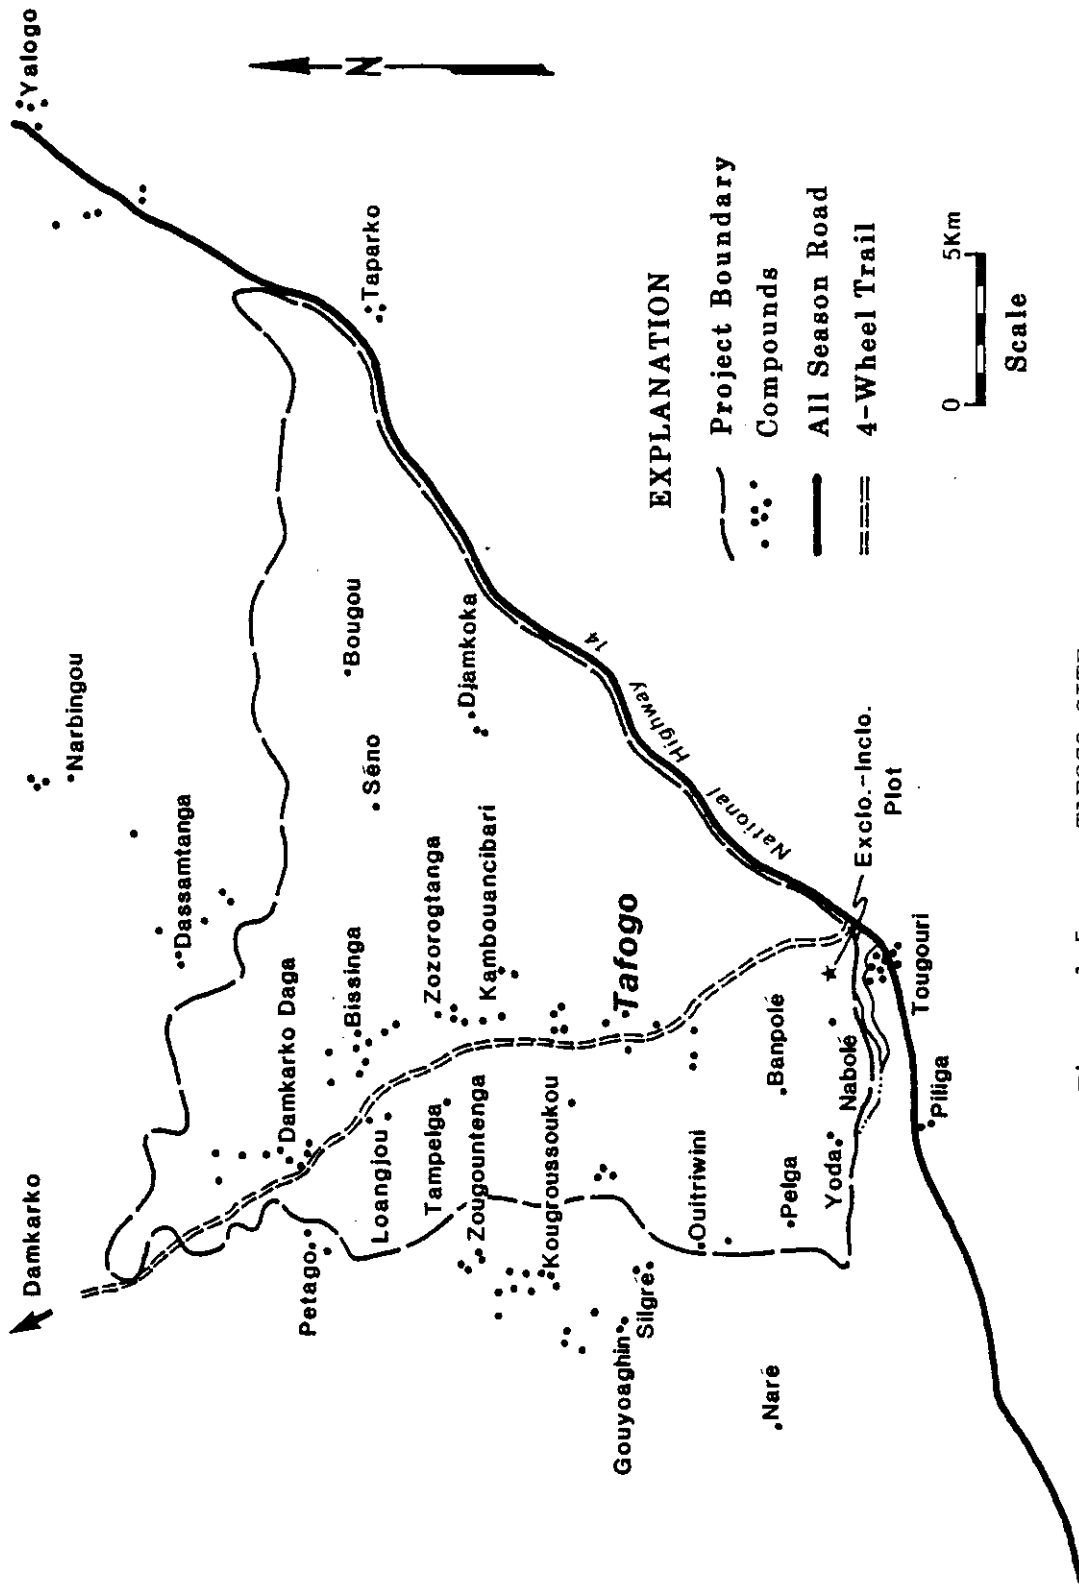 Damkarko
Yalogo
Narbingou
Dassamtanga
N
Damkarko Daga
Petago
Bissinga
Séno
Bougou
Taparko
Loangjou
Tampelga
Zozorogtanga
Zougountenga
Kambouancibari
Djamkoka
Kougroussoukou
Tafogo
Gouyoaghin
Silgré
Ouitriwini
National Highway 14
Naré
Pelga
Banpolé
Yoda
Nabolé
Exclo.-Inclo.
Plot
Tougouri
Piliga
EXPLANATION
Project Boundary
Compounds
All Season Road
4-Wheel Trail
0 5Km
Scale